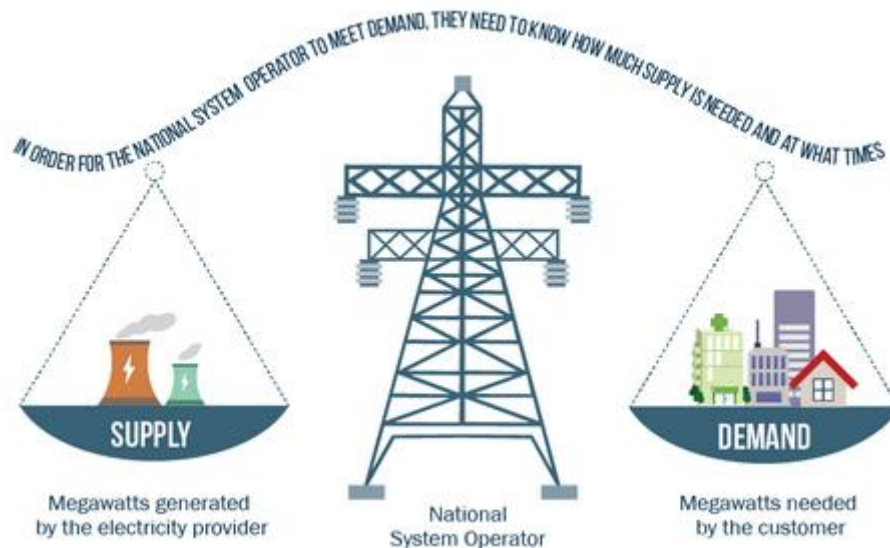 IN ORDER FOR THE NATIONAL SYSTEM OPERATOR TO MEET DEMAND, THEY NEED TO KNOW HOW MUCH SUPPLY IS NEEDED AND AT WHAT TIMES
SUPPLY
Megawatts generated
by the electricity provider
National
System Operator
DEMAND
Megawatts needed
by the customer